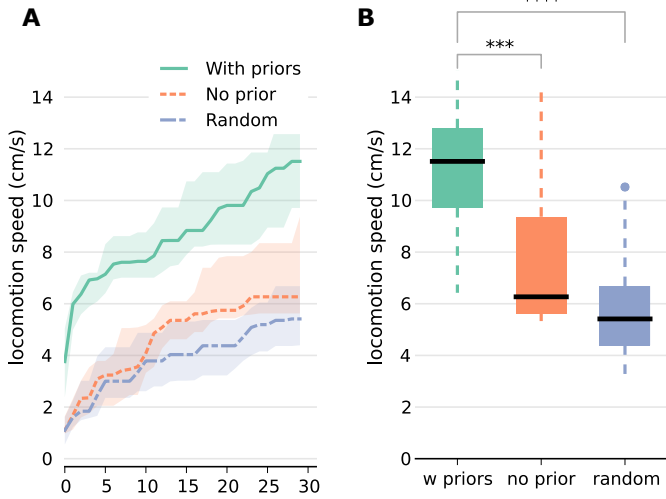 A
With priors
No prior
Random
locomotion speed (cm/s)
14
12
10
8
6
4
2
0
0 5 10 15 20 25 30
B
***
locomotion speed (cm/s)
14
12
10
8
6
4
2
0
w priors no prior random